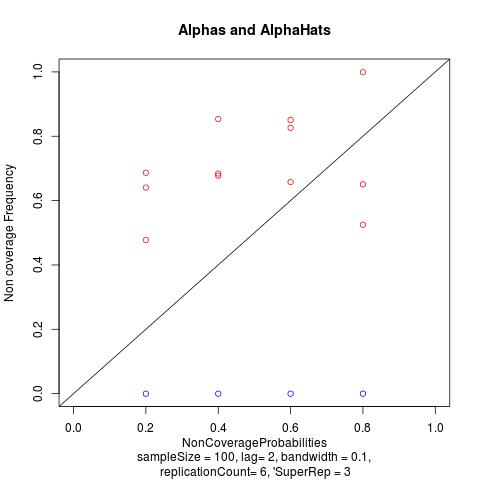 Alphas and AlphaHats
Non coverage Frequency
1.0
0.8
0.6
0.4
0.2
0.0
0.0 0.2 0.4 0.6 0.8 1.0
NonCoverageProbabilities
sampleSize = 100, lag= 2, bandwidth = 0.1,
replicationCount= 6, 'SuperRep = 3